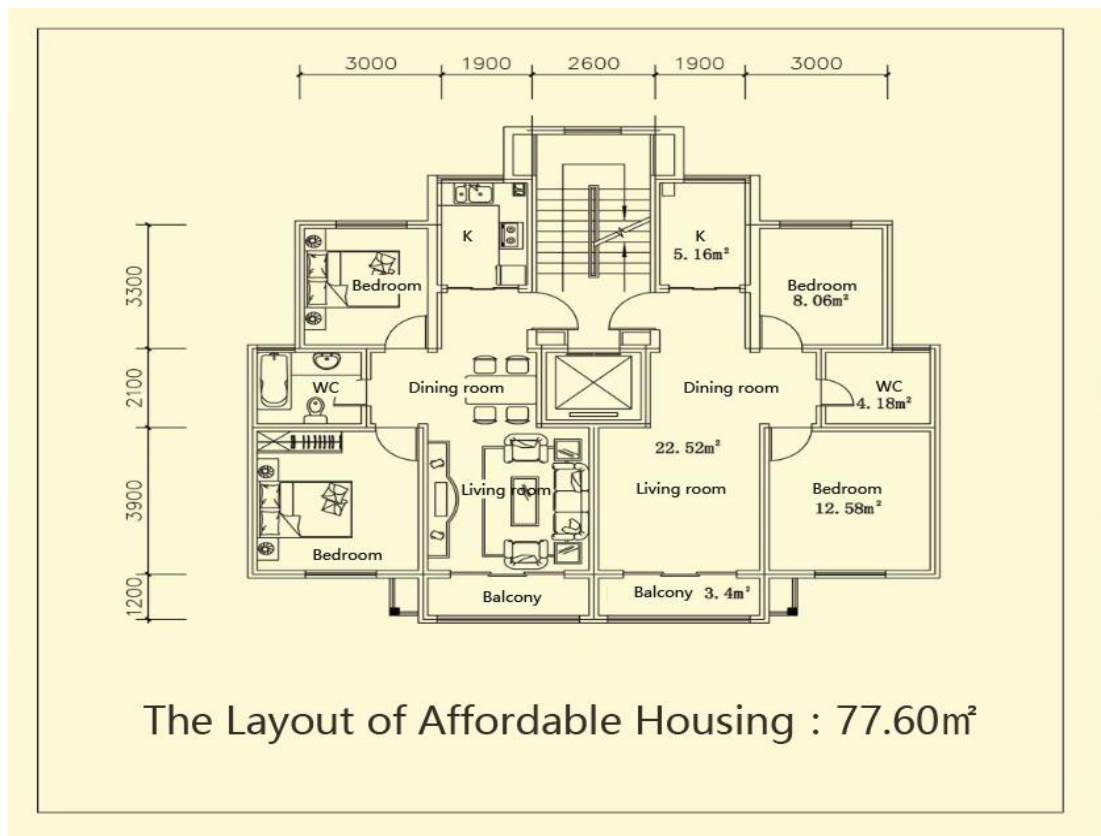 3000 1900 2600 1900 3000
3300
2100
3900
1200
K
K
5.16m²
Bedroom
Bedroom
8.06m²
WC
Dining room
Dining room
WC
4.18m²
22.52m²
Living room
Living room
Bedroom
12.58m²
Bedroom
Balcony
Balcony 3.4m²
The Layout of Affordable Housing : 77.60㎡